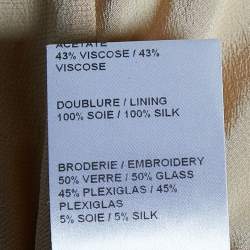 ACETATE
43% VISCOSE / 43%
VISCOSE
DOUBLURE / LINING
100% SOIE / 100% SILK
BRODERIE / EMBROIDERY
50% VERRE / 50% GLASS
45% PLEXIGLAS / 45%
PLEXIGLAS
5% SOIE / 5% SILK